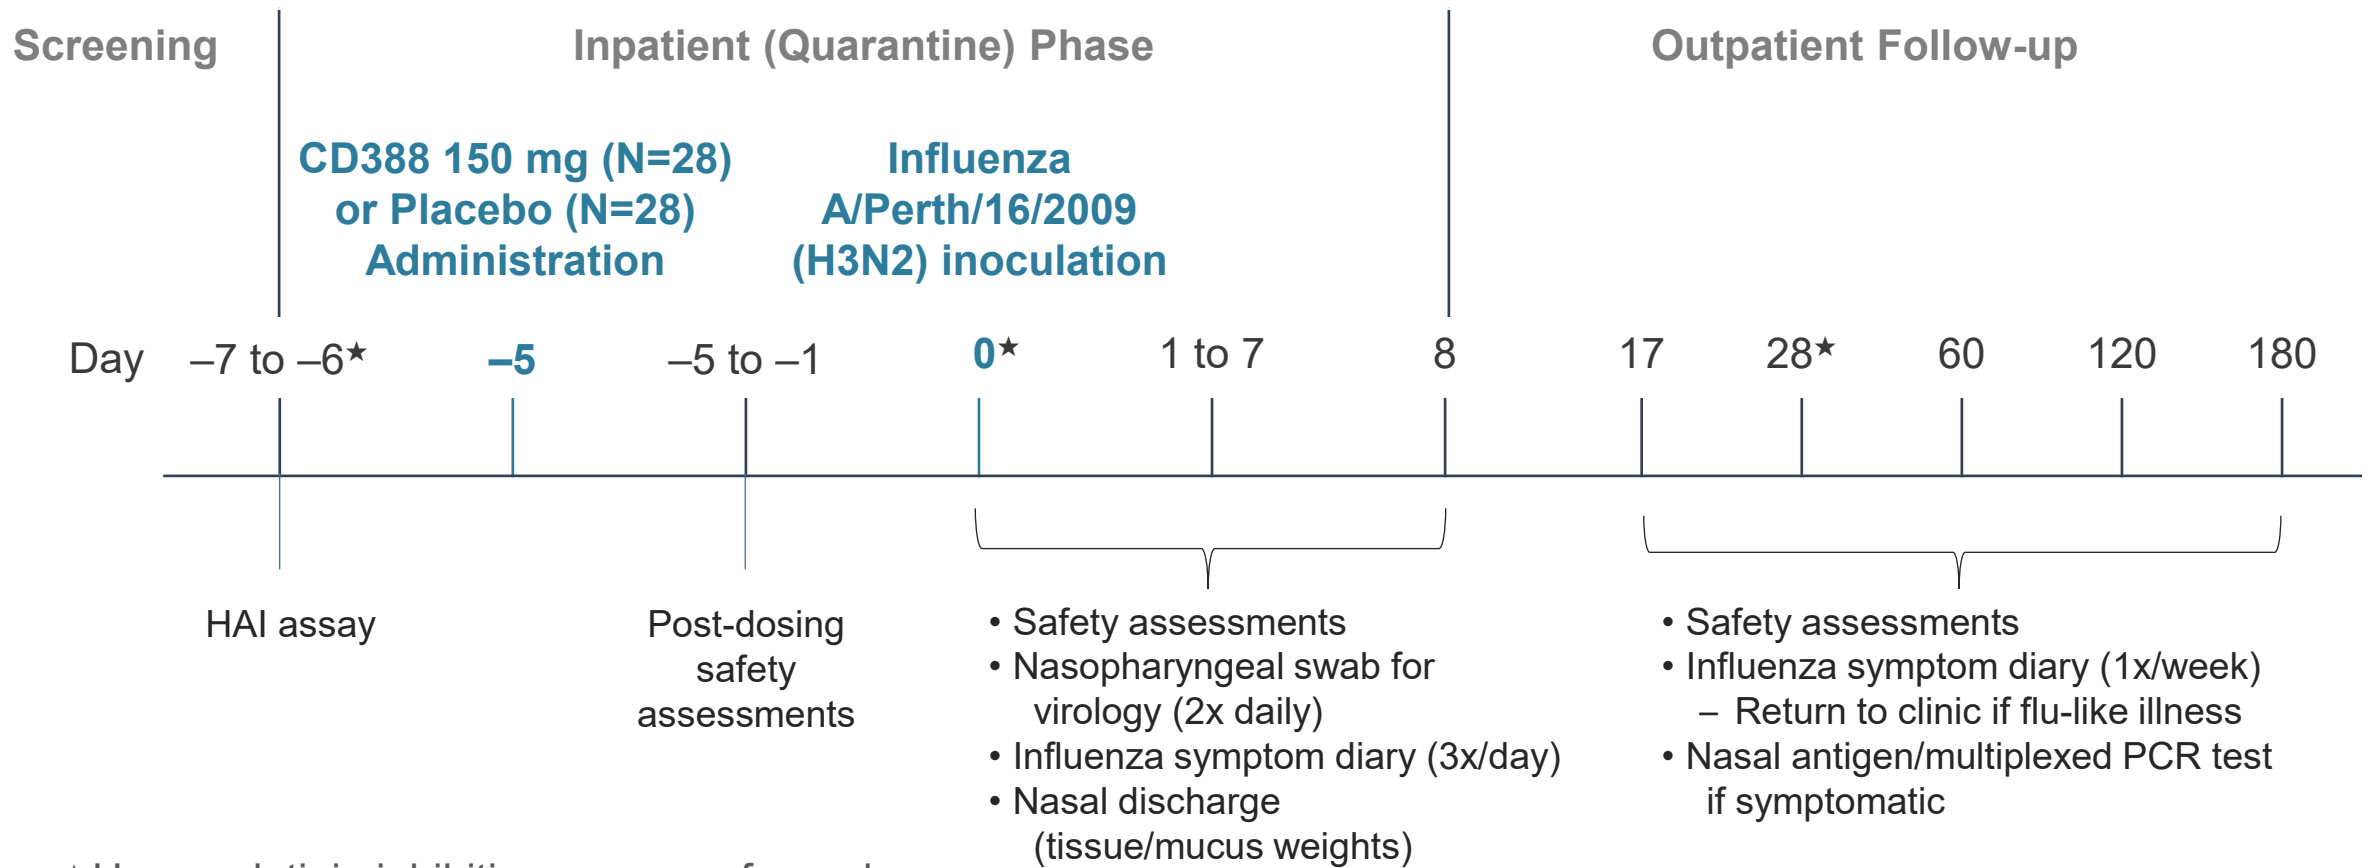 Screening
Inpatient (Quarantine) Phase
Outpatient Follow-up
CD388 150 mg (N=28)
or Placebo (N=28)
Administration
Influenza
A/Perth/16/2009
(H3N2) inoculation
Day –7 to –6★ –5 –5 to –1 0★ 1 to 7 8 17 28★ 60 120 180
HAI assay
Post-dosing
safety
assessments
• Safety assessments
• Nasopharyngeal swab for
virology (2x daily)
• Influenza symptom diary (3x/day)
• Nasal discharge
(tissue/mucus weights)
• Safety assessments
• Influenza symptom diary (1x/week)
– Return to clinic if flu-like illness
• Nasal antigen/multiplexed PCR test
if symptomatic